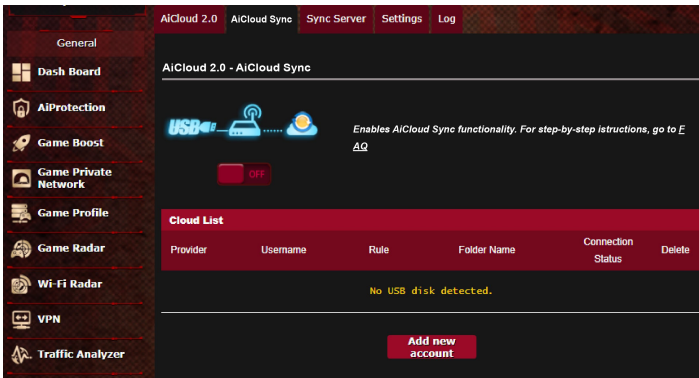 AiCloud 2.0 AiCloud Sync Sync Server Settings Log
General
Dash Board
AiProtection
Game Boost
Game Private
Network
Game Profile
Game Radar
Wi-Fi Radar
VPN
Traffic Analyzer
AiCloud 2.0 - AiCloud Sync
USB
Enables AiCloud Sync functionality. For step-by-step istructions, go to F
AQ
OFF
Cloud List
Provider Username Rule Folder Name Connection
Status Delete
No USB disk detected.
Add new
account